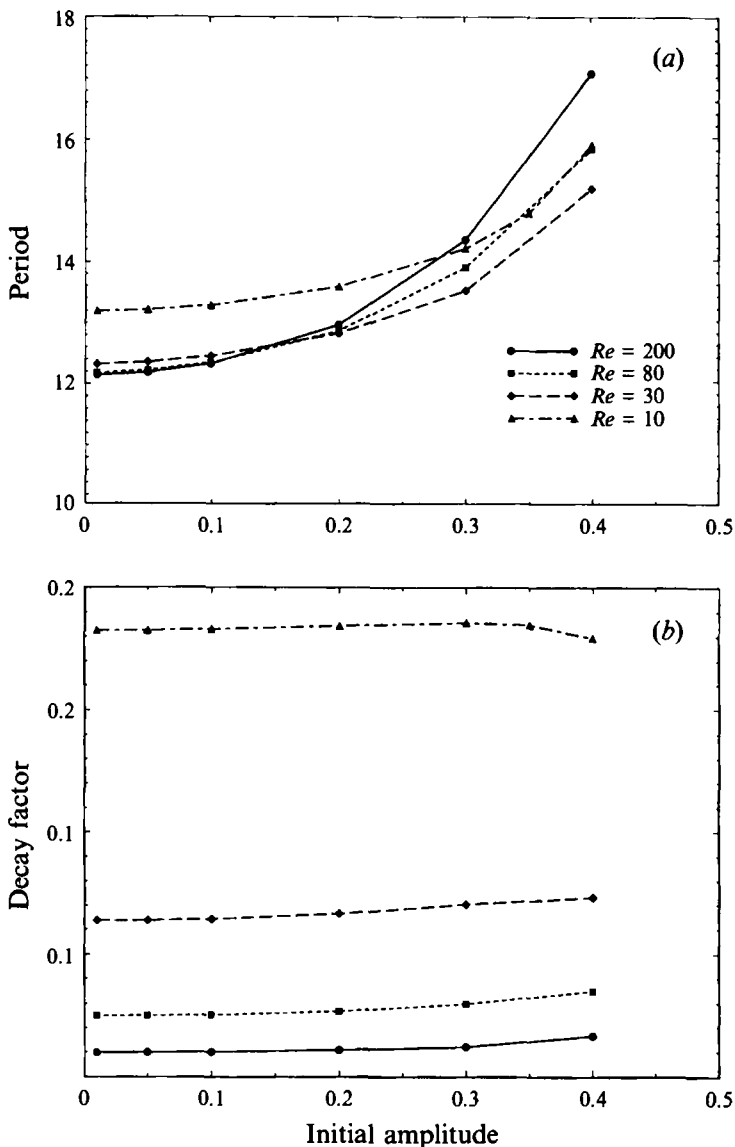 18
(a)
16
Period
14
12
10
Re = 200
Re = 80
Re = 30
Re = 10
0
0.1
0.2
0.3
0.4
0.5
0.2
(b)
0.2
Decay factor
0.1
0.1
0
0.1
0.2
0.3
0.4
0.5
Initial amplitude